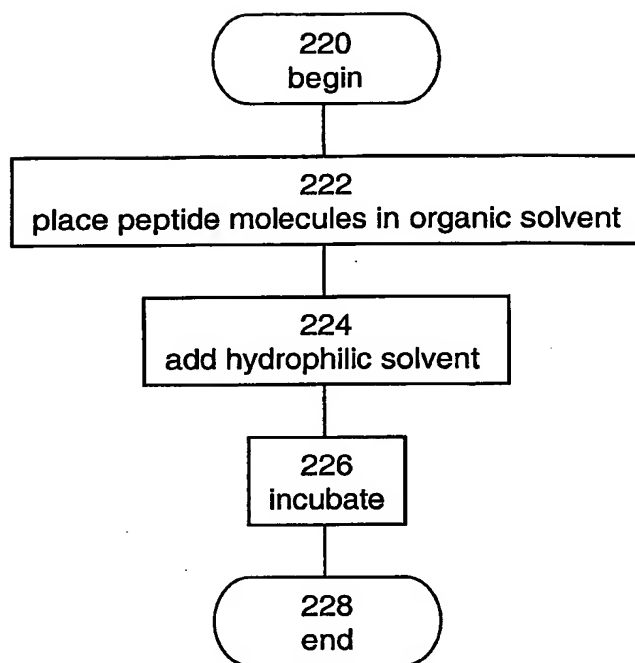 220
begin
222
place peptide molecules in organic solvent
224
add hydrophilic solvent
226
incubate
228
end